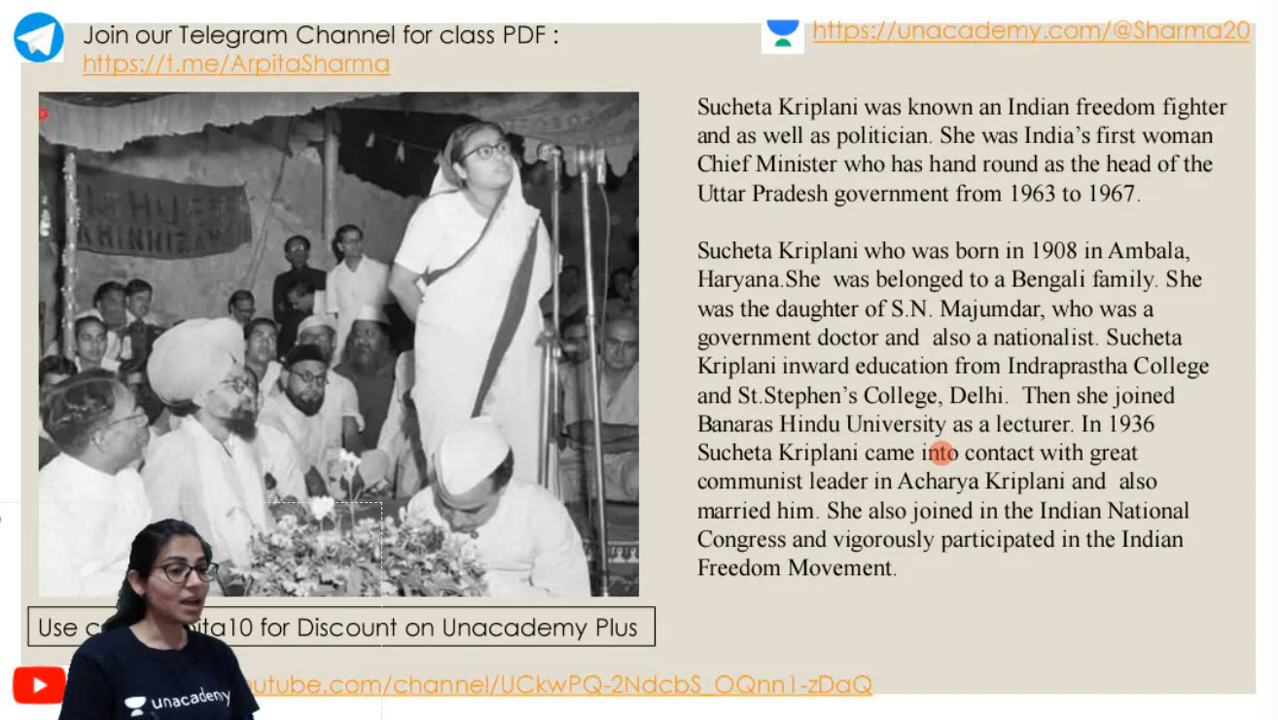 Join our Telegram Channel for class PDF :
https://t.me/ArpitaSharma
https://unacademy.com/@Sharma20
Sucheta Kriplani was known an Indian freedom fighter
and as well as politician. She was India's first woman
Chief Minister who has hand round as the head of the
Uttar Pradesh government from 1963 to 1967.
Sucheta Kriplani who was born in 1908 in Ambala,
Haryana.She was belonged to a Bengali family. She
was the daughter of S.N. Majumdar, who was a
government doctor and also a nationalist. Sucheta
Kriplani inward education from Indraprastha College
and St.Stephen's College, Delhi. Then she joined
Banaras Hindu University as a lecturer. In 1936
Sucheta Kriplani came into contact with great
communist leader in Acharya Kriplani and also
married him. She also joined in the Indian National
Congress and vigorously participated in the Indian
Freedom Movement.
Use ita10 for Discount on Unacademy Plus
outube.com/channel/UCkwPQ-2NdcbS_OQnn1-zDaQ
unacademy